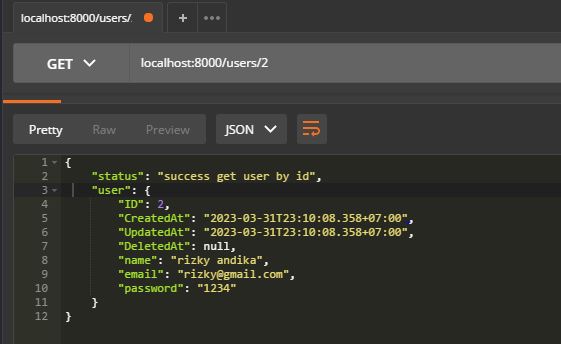 localhost:8000/users/
+ •••
GET localhost:8000/users/2
Pretty Raw Preview JSON
1 {
2 "status": "success get user by id",
3 "user": {
4 "ID": 2,
5 "CreatedAt": "2023-03-31T23:10:08.358+07:00",
6 "UpdatedAt": "2023-03-31T23:10:08.358+07:00",
7 "DeletedAt": null,
8 "name": "rizky andika",
9 "email": "rizky@gmail.com",
10 "password": "1234"
11 }
12 }